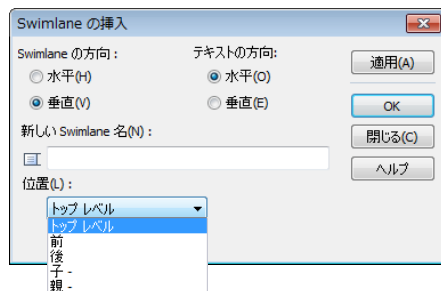 Swimlane の挿入
Swimlane の方向：
テキストの方向:
水平(H)
水平(O)
適用(A)
垂直(V)
垂直(E)
OK
新しい Swimlane 名(N)：
閉じる(C)
ヘルプ
位置(L)：
トップ レベル
トップ レベル
前
後
子 -
親 -